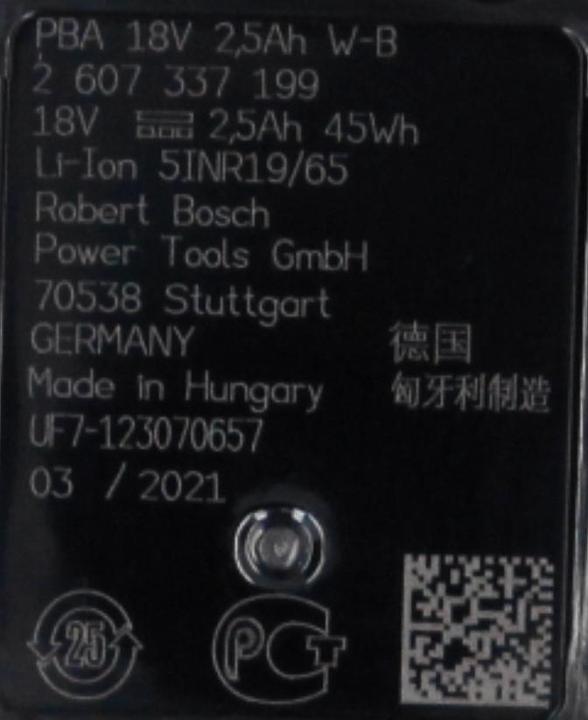 PBA 18V 2,5Ah W-B
2 607 337 199
18V ⎓ 2,5Ah 45Wh
Li-Ion 5INR19/65
Robert Bosch
Power Tools GmbH
70538 Stuttgart
GERMANY 德国
Made in Hungary 匈牙利制造
UF7-123070657
03 / 2021
25
PCT